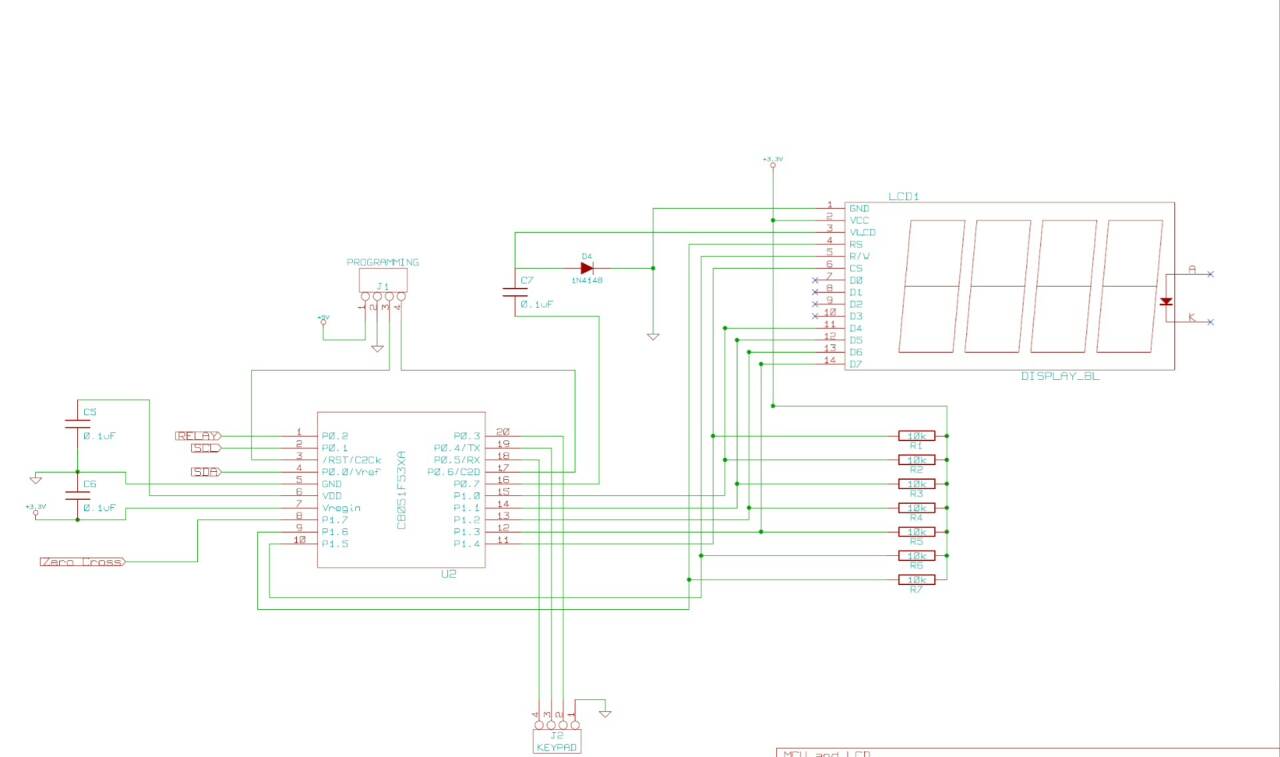 +3.3V
LCD1
1 GND
2 VCC
3 VLCD
4 RS
5 R/W
6 CS
7 D0
8 D1
9 D2
10 D3
11 D4
12 D5
13 D6
14 D7
A
K
DISPLAY_BL
D4
1N4148
C7
0.1uF
PROGRAMMING
J1
1 2 3 4
+5V
C5
0.1uF
C6
0.1uF
+3.3V
RELAY
SCL
SDA
Zero Cross
1 P0.2
2 P0.1
3 /RST/C2Ck
4 P0.0/Vref
5 GND
6 VDD
7 Vregin
8 P1.7
9 P1.6
10 P1.5
C8051F53XA
P0.3 20
P0.4/TX 19
P0.5/RX 18
P0.6/C2D 17
P0.7 16
P1.0 15
P1.1 14
P1.2 13
P1.3 12
P1.4 11
U2
10k
R1
10k
R2
10k
R3
10k
R4
10k
R5
10k
R6
10k
R7
4 3 2 1
J2
KEYPAD
MCU and LCD